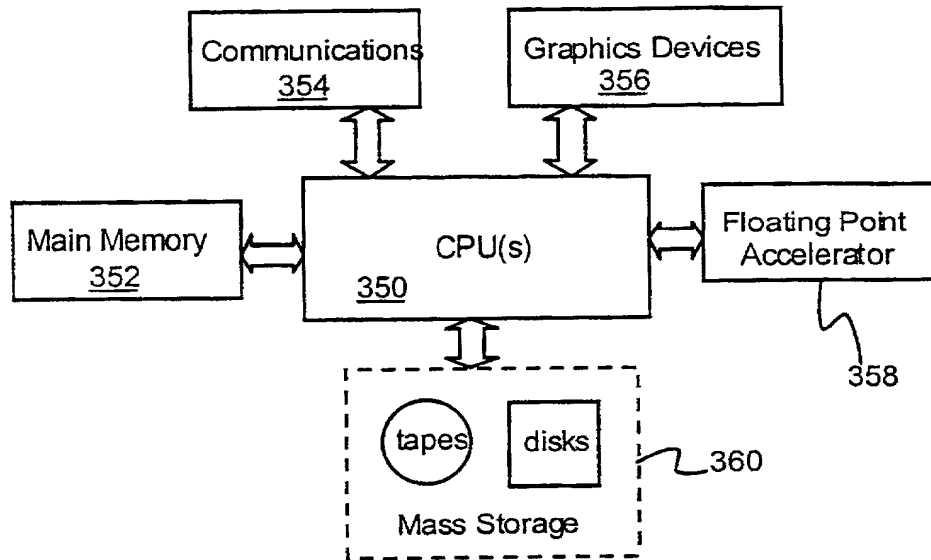 Communications
354
Graphics Devices
356
Main Memory
352
CPU(s)
350
Floating Point
Accelerator
358
tapes
disks
360
Mass Storage